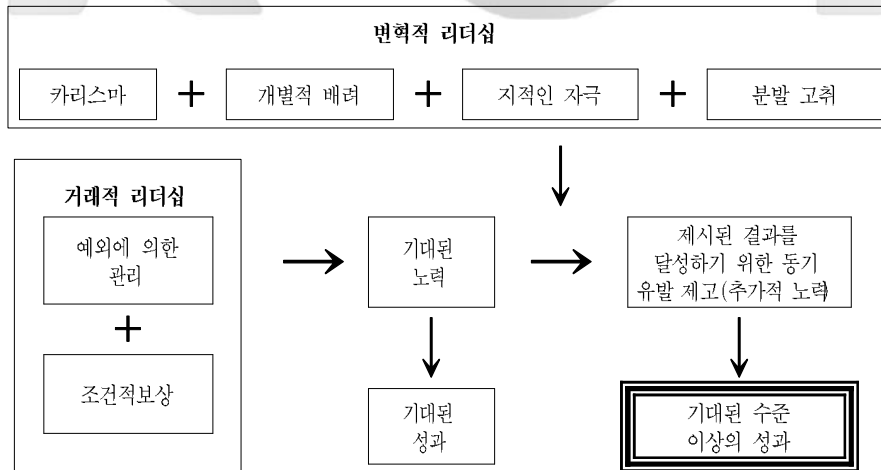 변혁적 리더십
카리스마 + 개별적 배려 + 지적인 자극 + 분발 고취
거래적 리더십
예외에 의한
관리
+
조건적보상
기대된
노력
제시된 결과를
달성하기 위한 동기
유발 제고(추가적 노력)
기대된
성과
기대된 수준
이상의 성과